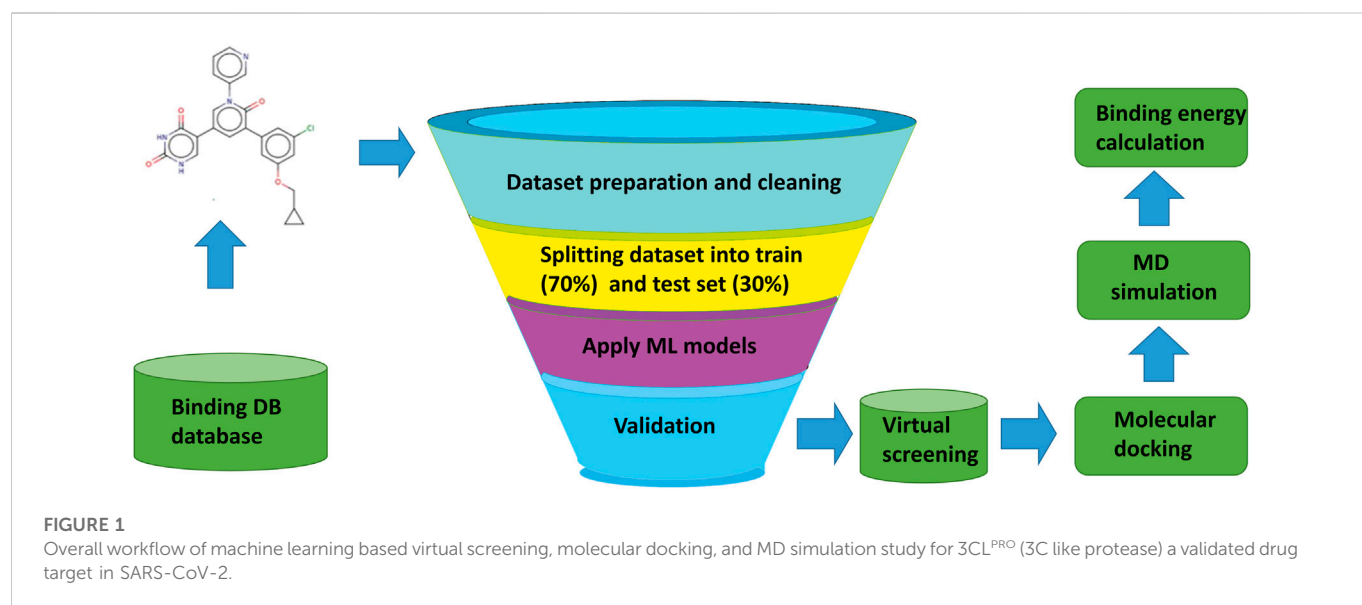 N
N
O
O
HN
O
N
H
Cl
O
Binding DB
database
Dataset preparation and cleaning
Splitting dataset into train
(70%) and test set (30%)
Apply ML models
Validation
Virtual
screening
Molecular
docking
MD
simulation
Binding energy
calculation
FIGURE 1
Overall workflow of machine learning based virtual screening, molecular docking, and MD simulation study for 3CLPRO (3C like protease) a validated drug
target in SARS-CoV-2.